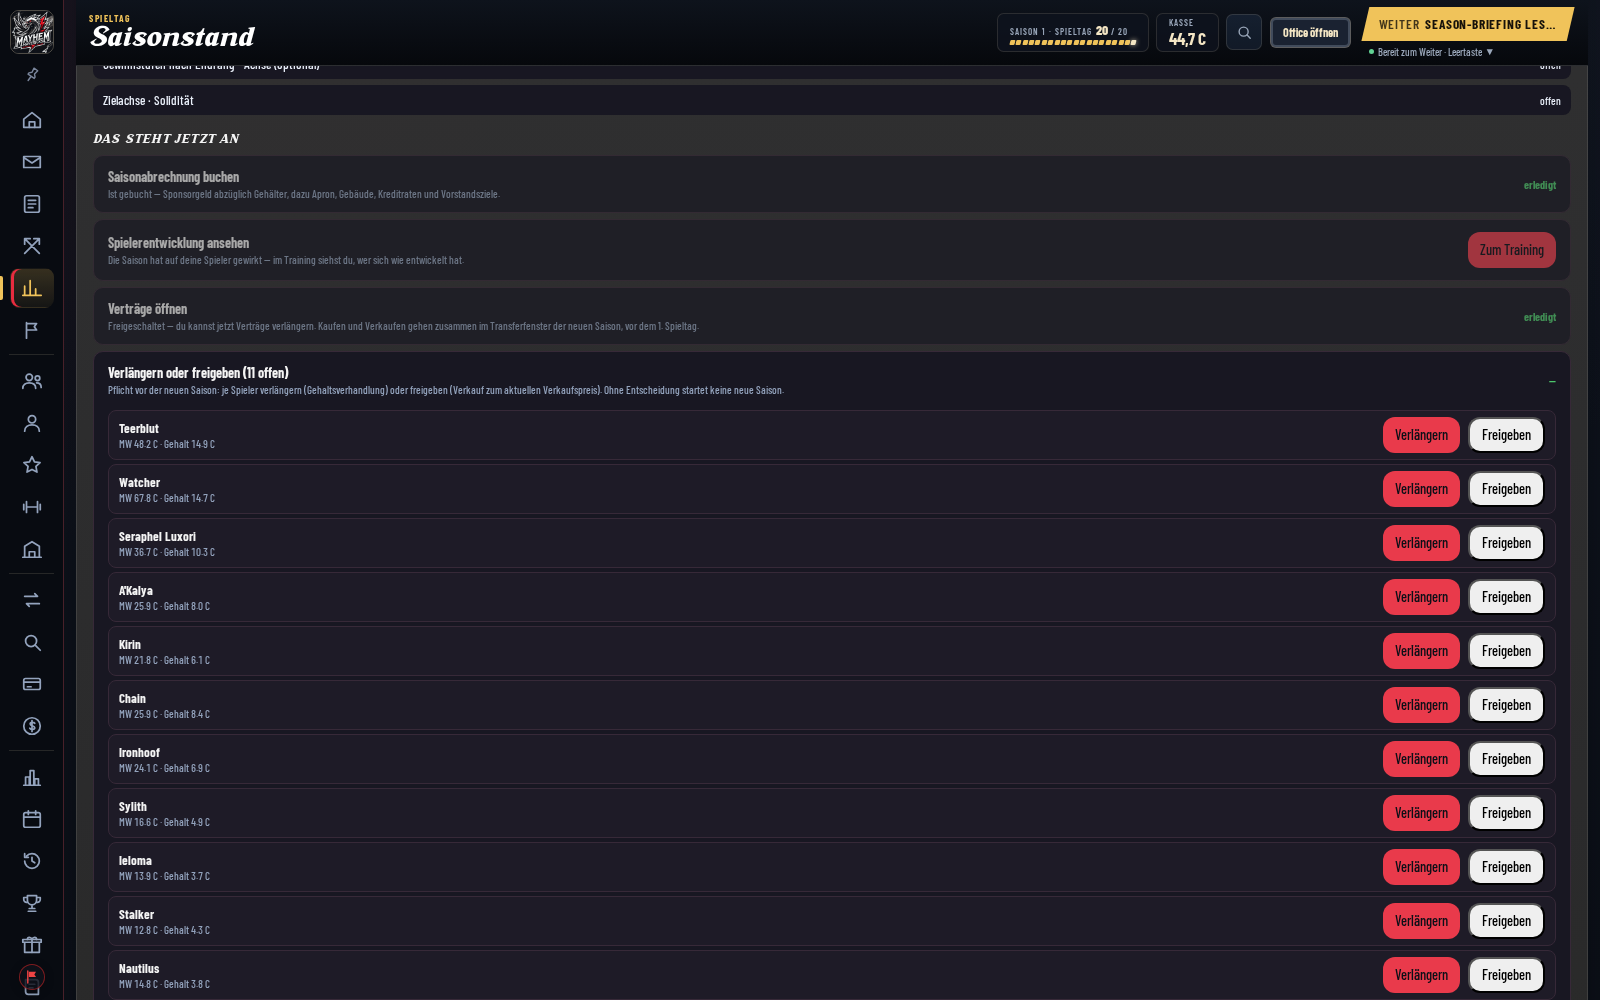 MAYHEM
SPIELTAG
Saisonstand
SAISON 1 · SPIELTAG 20 / 20
KASSE
44,7 C
Office öffnen
WEITER SEASON-BRIEFING LES...
Bereit zum Weiter · Leertaste ▼
offen
Zielachse · Solidität
offen
DAS STEHT JETZT AN
Saisonabrechnung buchen
Ist gebucht — Sponsorgeld abzüglich Gehälter, dazu Apron, Gebäude, Kreditraten und Vorstandsziele.
erledigt
Spielerentwicklung ansehen
Die Saison hat auf deine Spieler gewirkt — im Training siehst du, wer sich wie entwickelt hat.
Zum Training
Verträge öffnen
Freigeschaltet — du kannst jetzt Verträge verlängern. Kaufen und Verkaufen gehen zusammen im Transferfenster der neuen Saison, vor dem 1. Spieltag.
erledigt
Verlängern oder freigeben (11 offen)
Pflicht vor der neuen Saison: je Spieler verlängern (Gehaltsverhandlung) oder freigeben (Verkauf zum aktuellen Verkaufspreis). Ohne Entscheidung startet keine neue Saison.
–
Teerblut
MW 48.2 C · Gehalt 14.9 C
Verlängern
Freigeben
Watcher
MW 67.8 C · Gehalt 14.7 C
Verlängern
Freigeben
Seraphel Luxori
MW 36.7 C · Gehalt 10.3 C
Verlängern
Freigeben
A'Kaiya
MW 25.9 C · Gehalt 8.0 C
Verlängern
Freigeben
Kirin
MW 21.8 C · Gehalt 6.1 C
Verlängern
Freigeben
Chain
MW 25.9 C · Gehalt 8.4 C
Verlängern
Freigeben
Ironhoof
MW 24.1 C · Gehalt 6.9 C
Verlängern
Freigeben
Sylith
MW 16.6 C · Gehalt 4.9 C
Verlängern
Freigeben
Ieloma
MW 13.9 C · Gehalt 3.7 C
Verlängern
Freigeben
Stalker
MW 12.8 C · Gehalt 4.3 C
Verlängern
Freigeben
Nautilus
MW 14.8 C · Gehalt 3.8 C
Verlängern
Freigeben